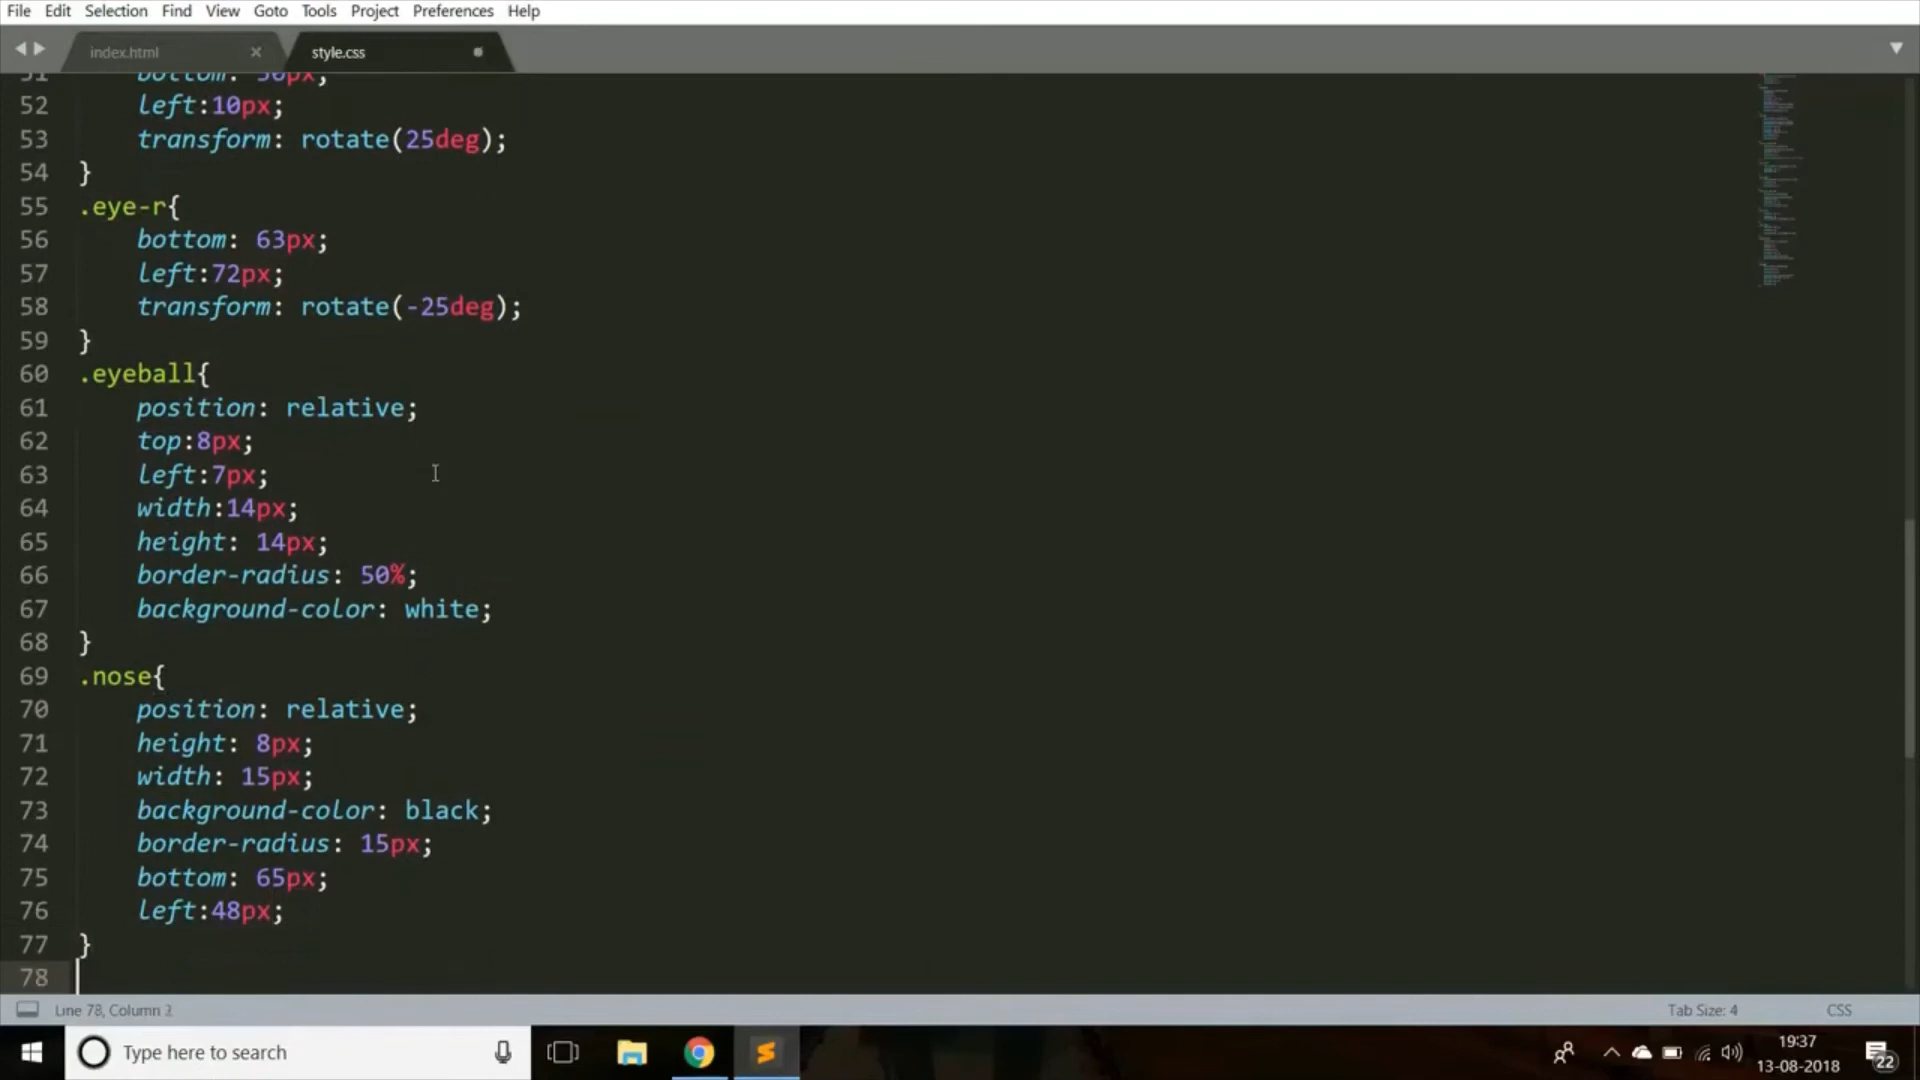 File Edit Selection Find View Goto Tools Project Preferences Help
index.html style.css
51 bottom: 50px;
52 left:10px;
53 transform: rotate(25deg);
54 }
55 .eye-r{
56 bottom: 63px;
57 left:72px;
58 transform: rotate(-25deg);
59 }
60 .eyeball{
61 position: relative;
62 top:8px;
63 left:7px;
64 width:14px;
65 height: 14px;
66 border-radius: 50%;
67 background-color: white;
68 }
69 .nose{
70 position: relative;
71 height: 8px;
72 width: 15px;
73 background-color: black;
74 border-radius: 15px;
75 bottom: 65px;
76 left:48px;
77 }
78
Line 78, Column 2 Tab Size: 4 CSS
Type here to search
19:37
13-08-2018
22